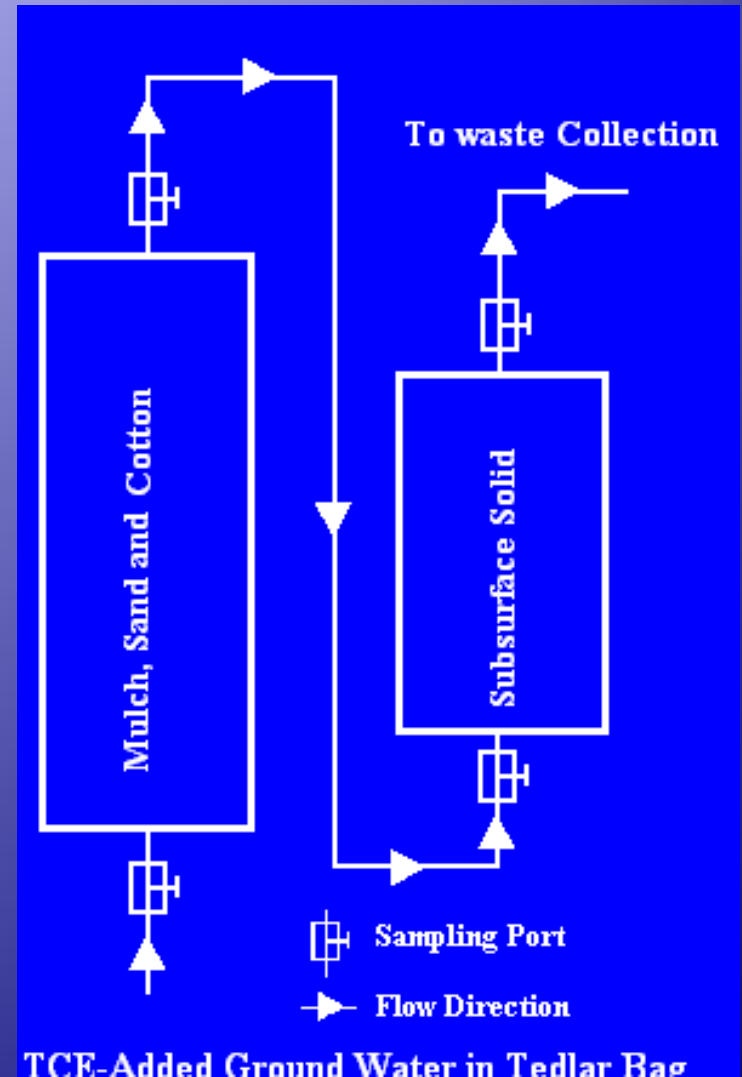 To waste Collection
Mulch, Sand and Cotton
Subsurface Solid
Sampling Port
Flow Direction
TCE-Added Ground Water in Tedlar Bag